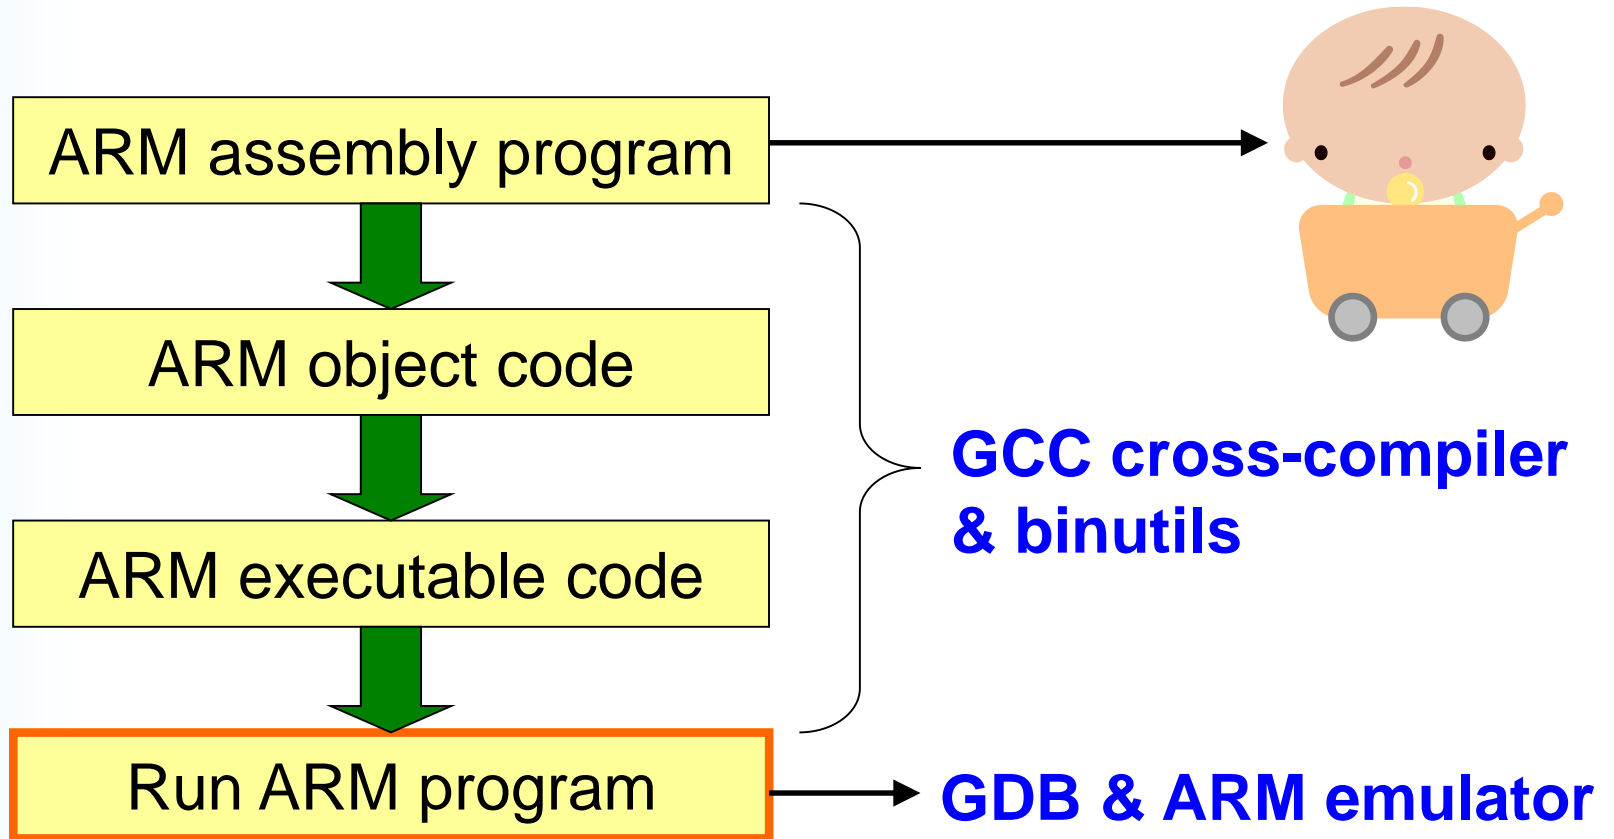 ARM assembly program
ARM object code
GCC cross-compiler
& binutils
ARM executable code
Run ARM program
GDB & ARM emulator